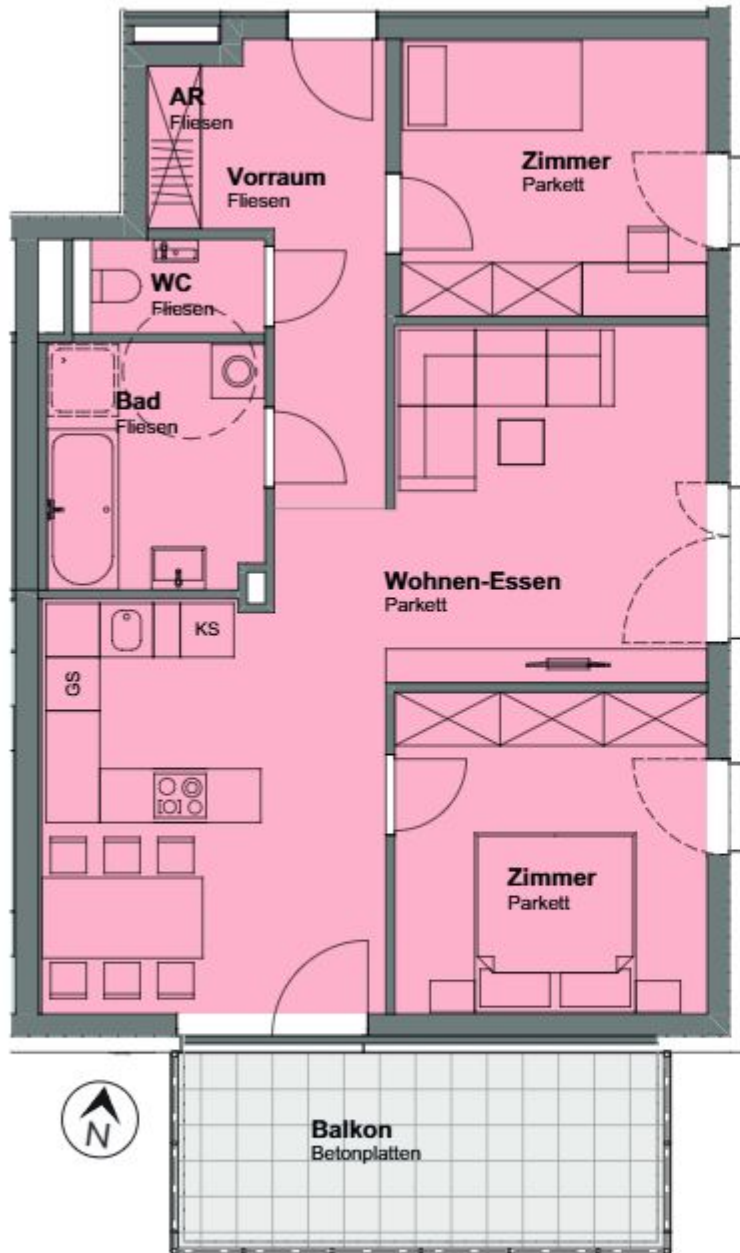 AR
Fliesen
Vorraum
Fliesen
Zimmer
Parkett
WC
Fliesen
Bad
Fliesen
Wohnen-Essen
Parkett
KS
GS
Zimmer
Parkett
N
Balkon
Betonplatten